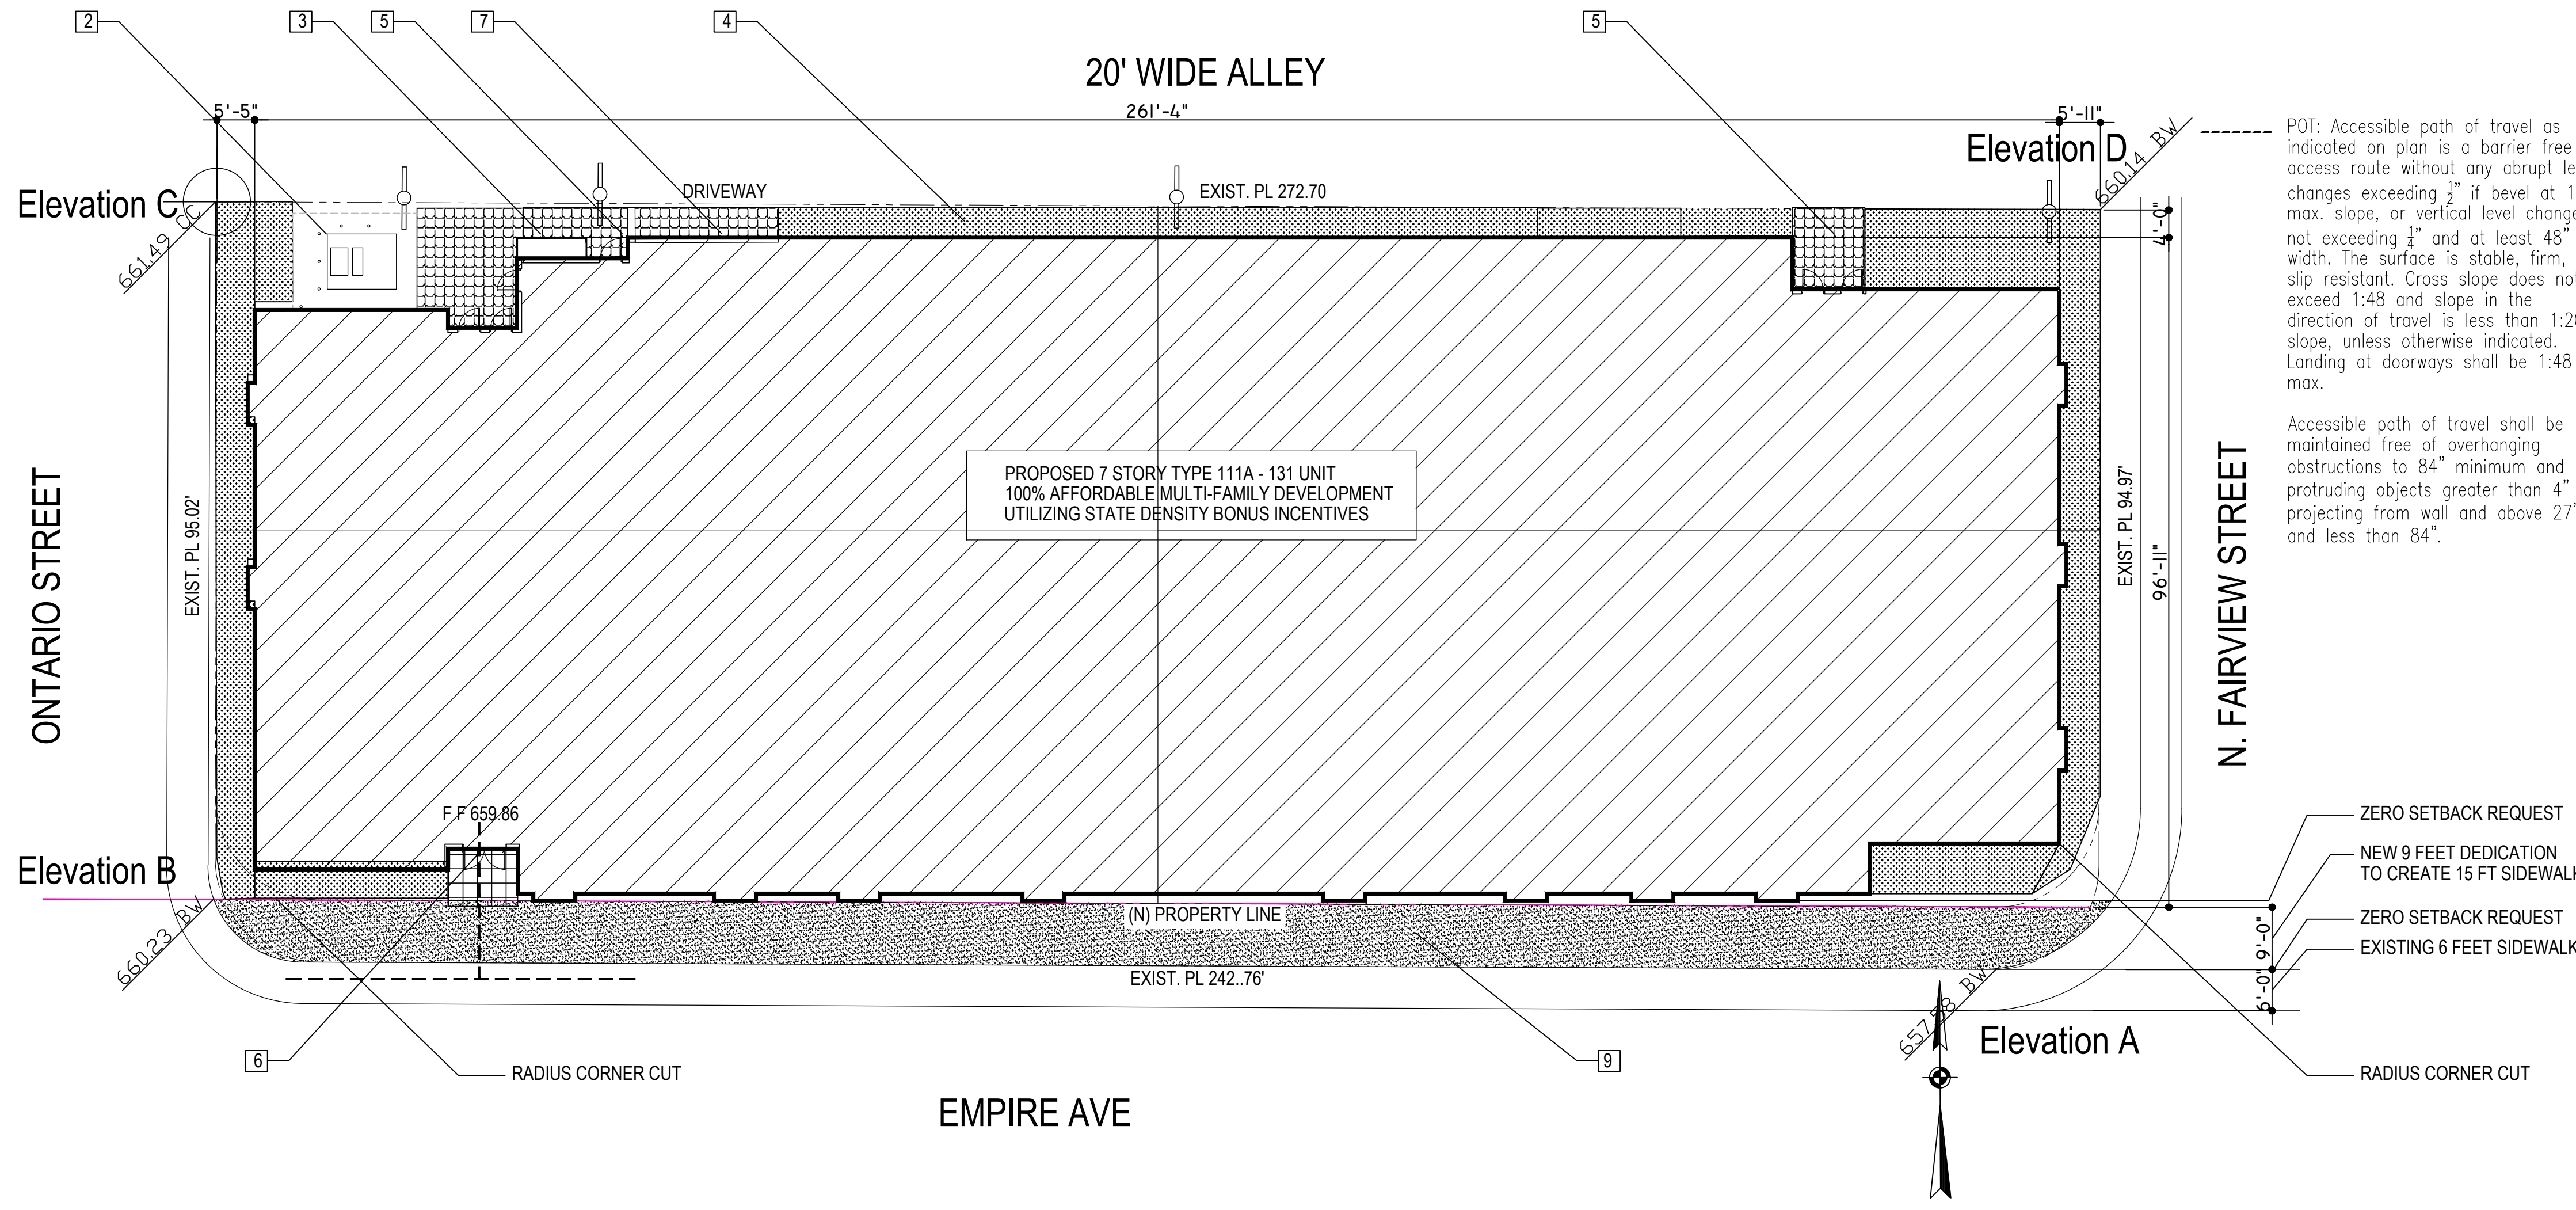 2
3
5
7
4
5
20' WIDE ALLEY
5'-5"
261'-4"
5'-11"
Elevation D
660.14 BW
Elevation C
661.49 CC
DRIVEWAY
EXIST. PL 272.70
4'-0"
POT: Accessible path of travel as
indicated on plan is a barrier free
access route without any abrupt le
changes exceeding ½" if bevel at 1
max. slope, or vertical level change
not exceeding ¼" and at least 48"
width. The surface is stable, firm,
slip resistant. Cross slope does no
exceed 1:48 and slope in the
direction of travel is less than 1:20
slope, unless otherwise indicated.
Landing at doorways shall be 1:48
max.
Accessible path of travel shall be
maintained free of overhanging
obstructions to 84" minimum and
protruding objects greater than 4"
projecting from wall and above 27"
and less than 84".
ONTARIO STREET
EXIST. PL 95.02'
PROPOSED 7 STORY TYPE 111A - 131 UNIT
100% AFFORDABLE MULTI-FAMILY DEVELOPMENT
UTILIZING STATE DENSITY BONUS INCENTIVES
EXIST. PL 94.97'
96'-11"
N. FAIRVIEW STREET
F.F 659.86
Elevation B
660.23 BW
(N) PROPERTY LINE
EXIST. PL 242..76'
ZERO SETBACK REQUEST
NEW 9 FEET DEDICATION
TO CREATE 15 FT SIDEWALK
ZERO SETBACK REQUEST
EXISTING 6 FEET SIDEWALK
9'-0"
6'-0"
657.58 BW
Elevation A
6
RADIUS CORNER CUT
9
RADIUS CORNER CUT
EMPIRE AVE